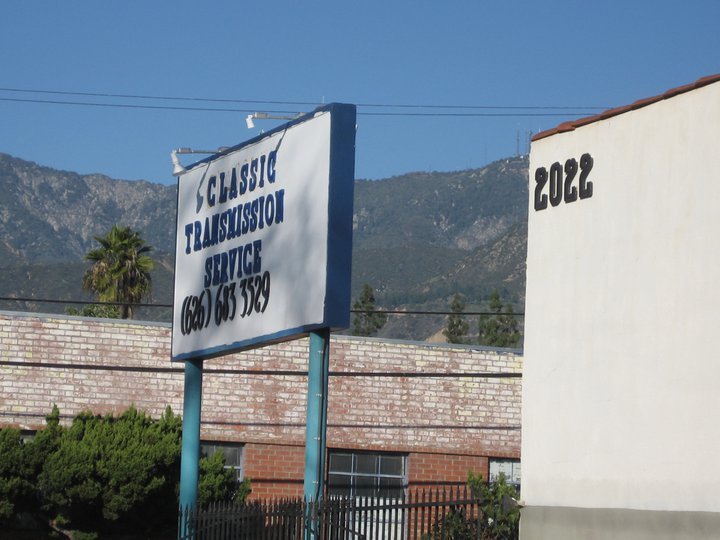 CLASSIC
TRANSMISSION
SERVICE
(626) 683 3529
2022